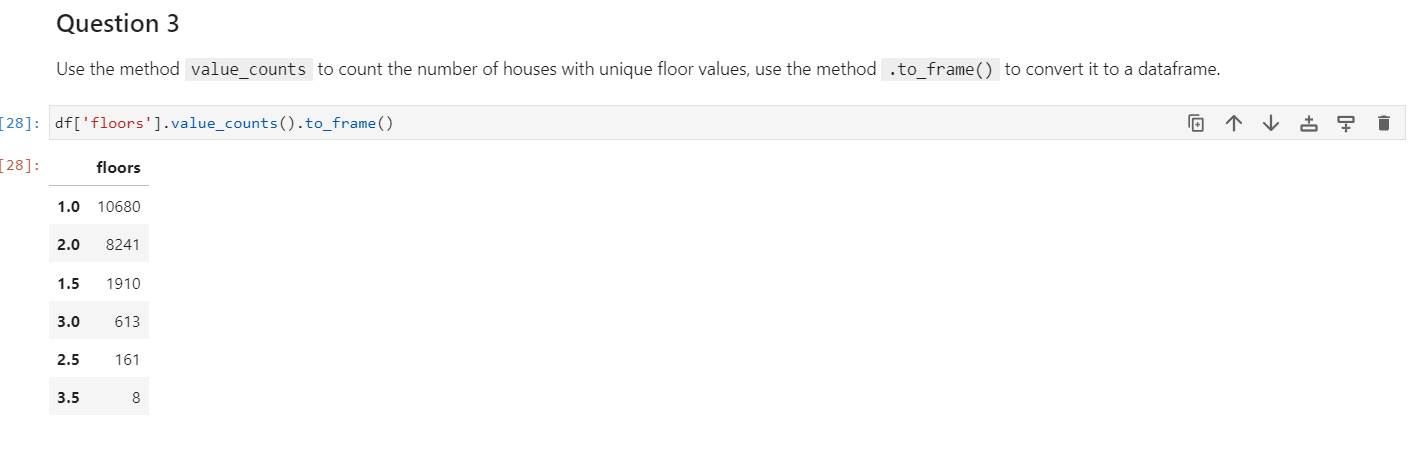 Question 3
Use the method value_counts to count the number of houses with unique floor values, use the method .to_frame() to convert it to a dataframe.
[28]: df['floors'].value_counts().to_frame()
[28]:
floors
1.0 10680
2.0 8241
1.5 1910
3.0 613
2.5 161
3.5 8